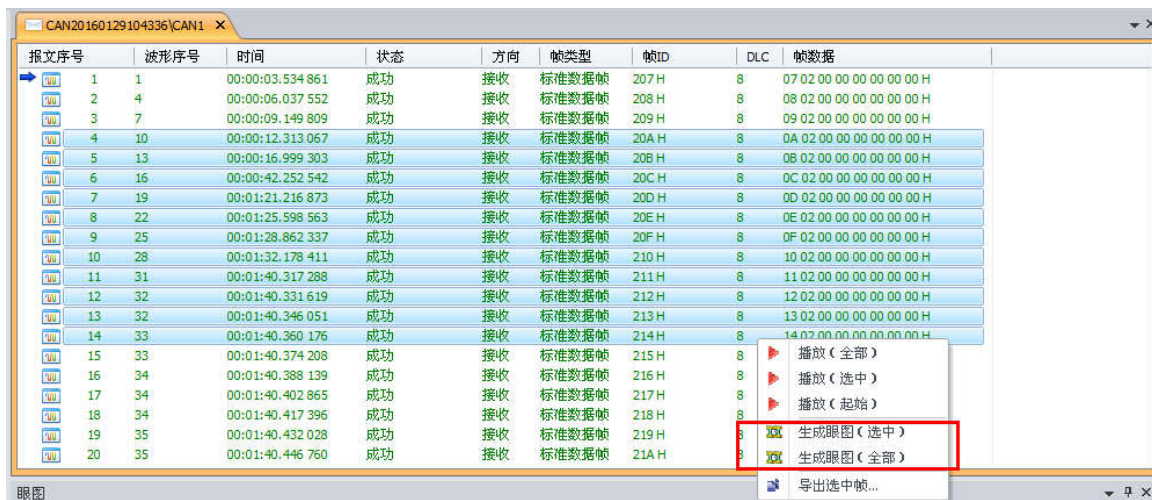 CAN20160129104336\CAN1
报文序号 波形序号 时间 状态 方向 帧类型 帧ID DLC 帧数据
1 1 00:00:03.534 861 成功 接收 标准数据帧 207 H 8 07 02 00 00 00 00 00 00 H
2 4 00:00:06.037 552 成功 接收 标准数据帧 208 H 8 08 02 00 00 00 00 00 00 H
3 7 00:00:09.149 809 成功 接收 标准数据帧 209 H 8 09 02 00 00 00 00 00 00 H
4 10 00:00:12.313 067 成功 接收 标准数据帧 20A H 8 0A 02 00 00 00 00 00 00 H
5 13 00:00:16.999 303 成功 接收 标准数据帧 20B H 8 0B 02 00 00 00 00 00 00 H
6 16 00:00:42.252 542 成功 接收 标准数据帧 20C H 8 0C 02 00 00 00 00 00 00 H
7 19 00:01:21.216 873 成功 接收 标准数据帧 20D H 8 0D 02 00 00 00 00 00 00 H
8 22 00:01:25.598 563 成功 接收 标准数据帧 20E H 8 0E 02 00 00 00 00 00 00 H
9 25 00:01:28.862 337 成功 接收 标准数据帧 20F H 8 0F 02 00 00 00 00 00 00 H
10 28 00:01:32.178 411 成功 接收 标准数据帧 210 H 8 10 02 00 00 00 00 00 00 H
11 31 00:01:40.317 288 成功 接收 标准数据帧 211 H 8 11 02 00 00 00 00 00 00 H
12 32 00:01:40.331 619 成功 接收 标准数据帧 212 H 8 12 02 00 00 00 00 00 00 H
13 32 00:01:40.346 051 成功 接收 标准数据帧 213 H 8 13 02 00 00 00 00 00 00 H
14 33 00:01:40.360 176 成功 接收 标准数据帧 214 H 8 14 02 00 00 00 00 00 00 H
15 33 00:01:40.374 208 成功 接收 标准数据帧 215 H 8
16 34 00:01:40.388 139 成功 接收 标准数据帧 216 H 8
17 34 00:01:40.402 865 成功 接收 标准数据帧 217 H 8
18 34 00:01:40.417 396 成功 接收 标准数据帧 218 H 8
19 35 00:01:40.432 028 成功 接收 标准数据帧 219 H 8
20 35 00:01:40.446 760 成功 接收 标准数据帧 21A H 8
播放(全部)
播放(选中)
播放(起始)
生成眼图(选中)
生成眼图(全部)
导出选中帧...
眼图